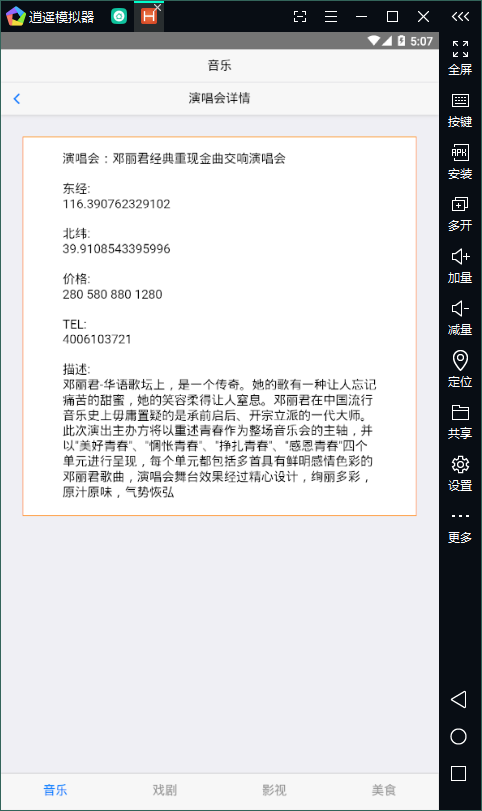 逍遥模拟器
5:07
音乐
演唱会详情
演唱会：邓丽君经典重现金曲交响演唱会
东经:
116.390762329102
北纬:
39.9108543395996
价格:
280 580 880 1280
TEL:
4006103721
描述:
邓丽君-华语歌坛上，是一个传奇。她的歌有一种让人忘记
痛苦的甜蜜，她的笑容柔得让人窒息。邓丽君在中国流行
音乐史上毋庸置疑的是承前启后、开宗立派的一代大师。
此次演出主办方将以重述青春作为整场音乐会的主轴，并
以"美好青春"、"惆怅青春"、"挣扎青春"、"感恩青春"四个
单元进行呈现，每个单元都包括多首具有鲜明感情色彩的
邓丽君歌曲，演唱会舞台效果经过精心设计，绚丽多彩，
原汁原味，气势恢弘
音乐
戏剧
影视
美食
全屏
按键
APK
安装
多开
加量
减量
定位
共享
设置
更多